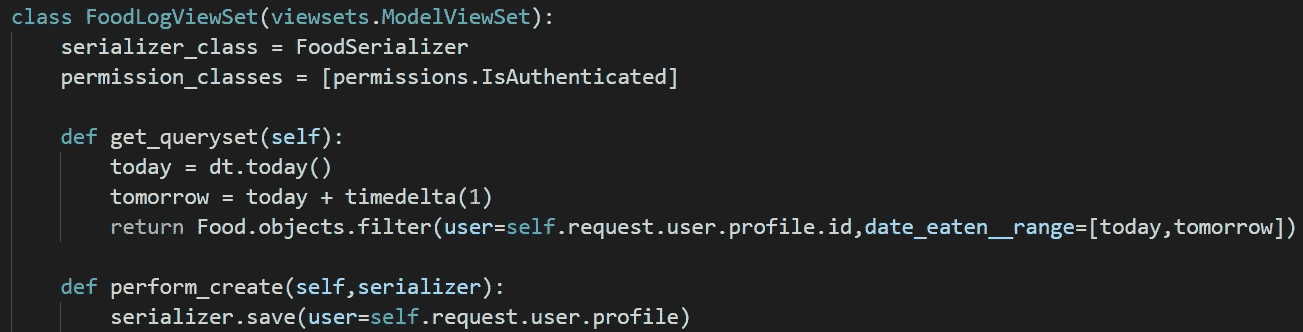 class FoodLogViewSet(viewsets.ModelViewSet):
    serializer_class = FoodSerializer
    permission_classes = [permissions.IsAuthenticated]

    def get_queryset(self):
        today = dt.today()
        tomorrow = today + timedelta(1)
        return Food.objects.filter(user=self.request.user.profile.id,date_eaten__range=[today,tomorrow])

    def perform_create(self,serializer):
        serializer.save(user=self.request.user.profile)